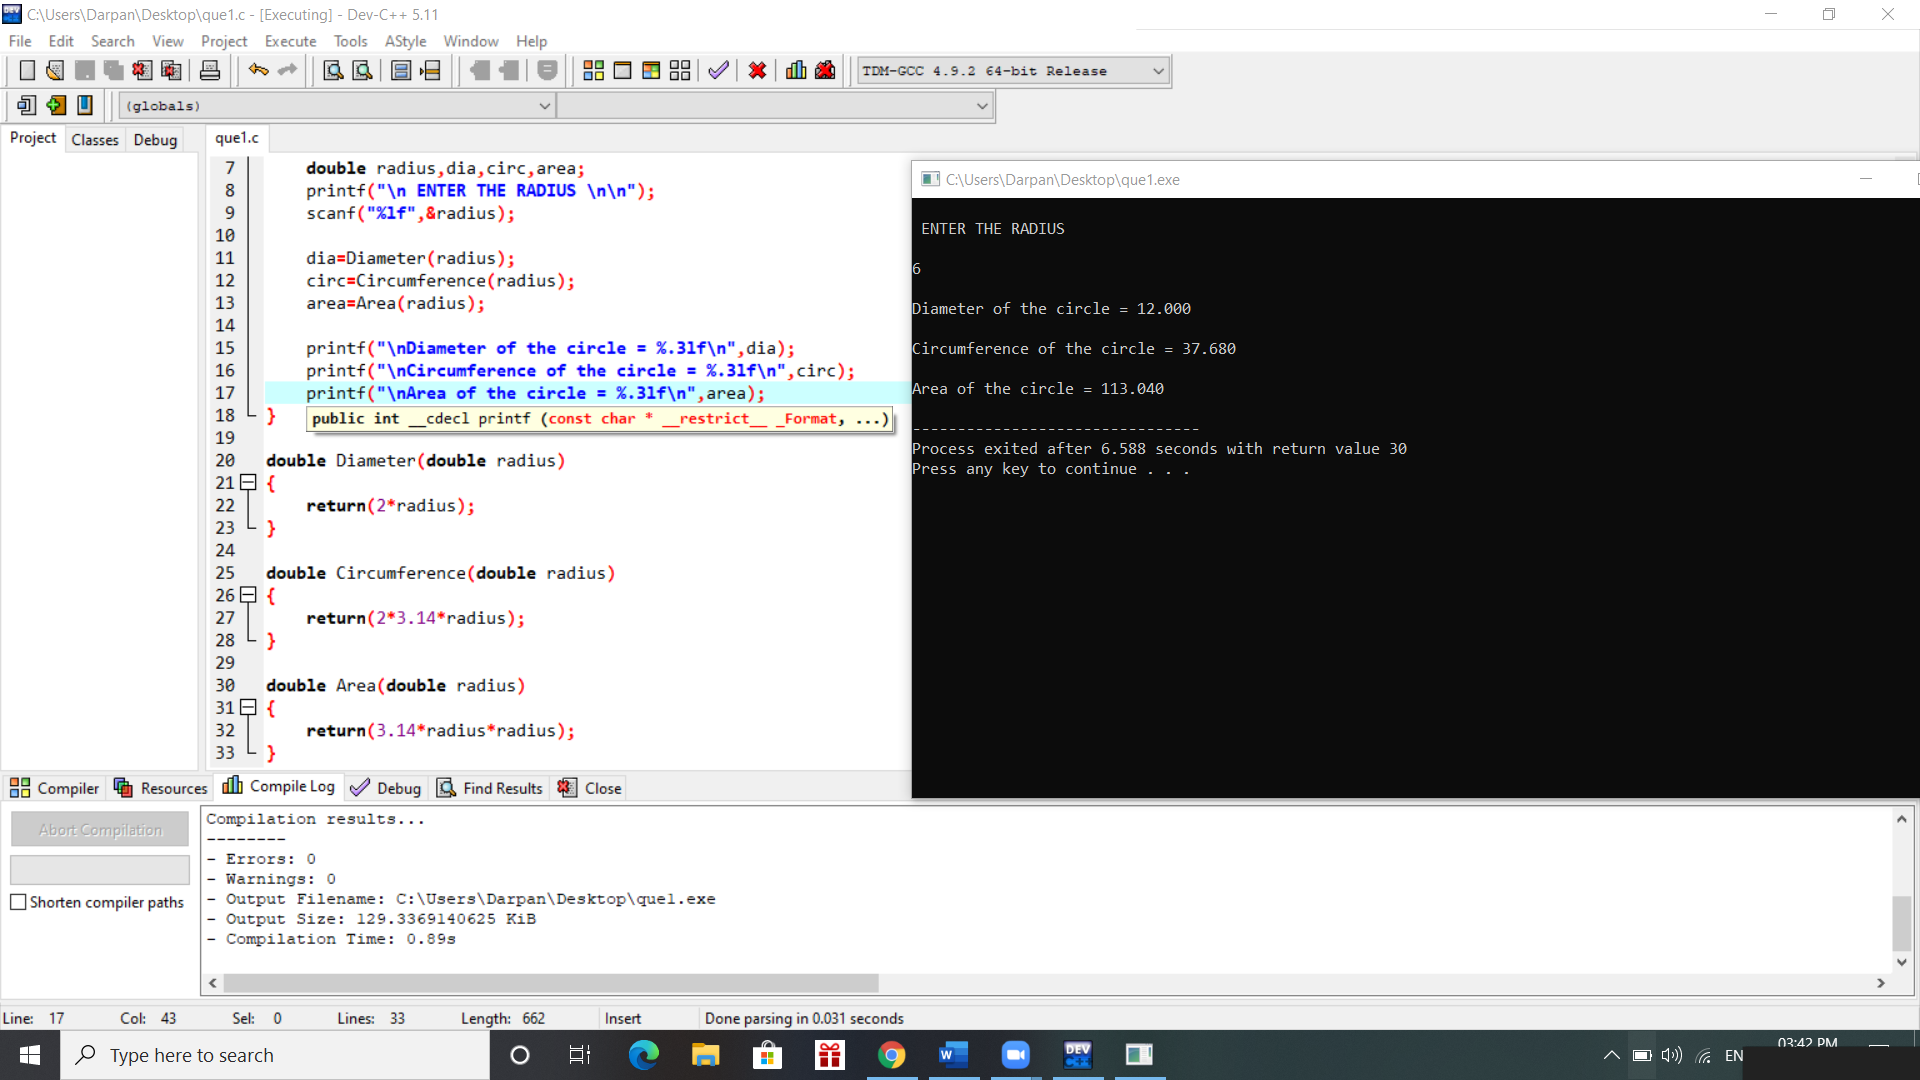 C:\Users\Darpan\Desktop\que1.c - [Executing] - Dev-C++ 5.11
File Edit Search View Project Execute Tools AStyle Window Help
TDM-GCC 4.9.2 64-bit Release
(globals)
Project Classes Debug
que1.c
7 double radius,dia,circ,area;
8 printf("\n ENTER THE RADIUS \n\n");
9 scanf("%lf",&radius);
10
11 dia=Diameter(radius);
12 circ=Circumference(radius);
13 area=Area(radius);
14
15 printf("\nDiameter of the circle = %.3lf\n",dia);
16 printf("\nCircumference of the circle = %.3lf\n",circ);
17 printf("\nArea of the circle = %.3lf\n",area);
18 }
public int __cdecl printf (const char * __restrict__ _Format, ...)
19
20 double Diameter(double radius)
21 {
22 return(2*radius);
23 }
24
25 double Circumference(double radius)
26 {
27 return(2*3.14*radius);
28 }
29
30 double Area(double radius)
31 {
32 return(3.14*radius*radius);
33 }
C:\Users\Darpan\Desktop\que1.exe
ENTER THE RADIUS
6
Diameter of the circle = 12.000
Circumference of the circle = 37.680
Area of the circle = 113.040
--------------------------------
Process exited after 6.588 seconds with return value 30
Press any key to continue . . .
Compiler Resources Compile Log Debug Find Results Close
Abort Compilation
Shorten compiler paths
Compilation results...
--------
- Errors: 0
- Warnings: 0
- Output Filename: C:\Users\Darpan\Desktop\que1.exe
- Output Size: 129.3369140625 KiB
- Compilation Time: 0.89s
Line: 17 Col: 43 Sel: 0 Lines: 33 Length: 662 Insert Done parsing in 0.031 seconds
Type here to search
W
DEV C++
EN
03:42 PM